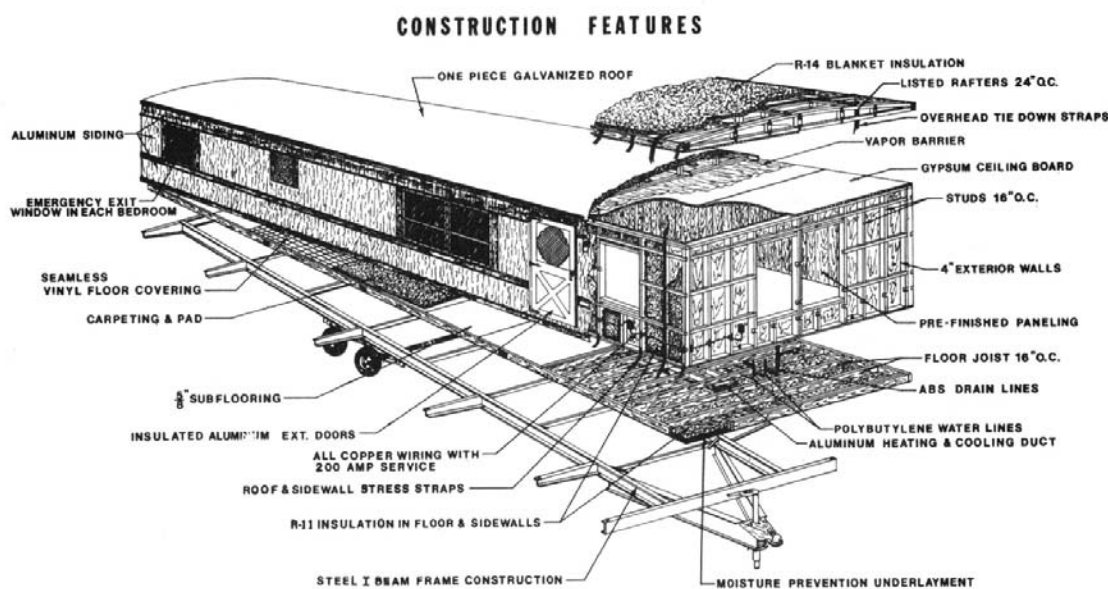 CONSTRUCTION FEATURES
ONE PIECE GALVANIZED ROOF
R-14 BLANKET INSULATION
LISTED RAFTERS 24" O.C.
OVERHEAD TIE DOWN STRAPS
VAPOR BARRIER
GYPSUM CEILING BOARD
STUDS 16" O.C.
4" EXTERIOR WALLS
PRE-FINISHED PANELING
FLOOR JOIST 16" O.C.
ABS DRAIN LINES
POLYBUTYLENE WATER LINES
ALUMINUM HEATING & COOLING DUCT
ALUMINUM SIDING
EMERGENCY EXIT
WINDOW IN EACH BEDROOM
SEAMLESS
VINYL FLOOR COVERING
CARPETING & PAD
5/8" SUBFLOORING
INSULATED ALUMINUM EXT. DOORS
ALL COPPER WIRING WITH
200 AMP SERVICE
ROOF & SIDEWALL STRESS STRAPS
R-11 INSULATION IN FLOOR & SIDEWALLS
STEEL I BEAM FRAME CONSTRUCTION
MOISTURE PREVENTION UNDERLAYMENT